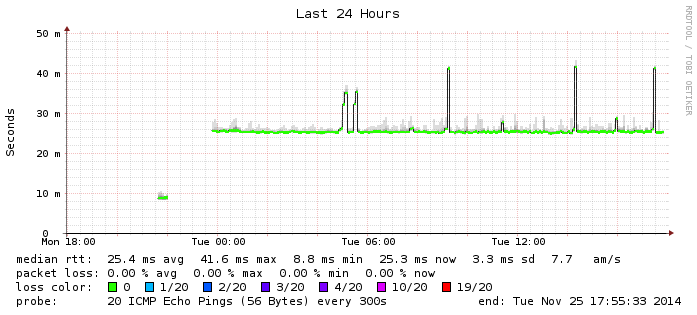 Last 24 Hours
RRDTOOL / TOBI OETIKER
Seconds
50 m
40 m
30 m
20 m
10 m
0
Mon 18:00 Tue 00:00 Tue 06:00 Tue 12:00
median rtt: 25.4 ms avg 41.6 ms max 8.8 ms min 25.3 ms now 3.3 ms sd 7.7 am/s
packet loss: 0.00 % avg 0.00 % max 0.00 % min 0.00 % now
loss color: 0 1/20 2/20 3/20 4/20 10/20 19/20
probe: 20 ICMP Echo Pings (56 Bytes) every 300s end: Tue Nov 25 17:55:33 2014